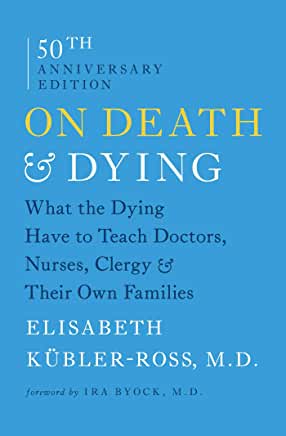 50TH
ANNIVERSARY
EDITION
ON DEATH
& DYING
What the Dying
Have to Teach Doctors,
Nurses, Clergy &
Their Own Families
ELISABETH
KÜBLER-ROSS, M.D.
foreword by IRA BYOCK, M.D.